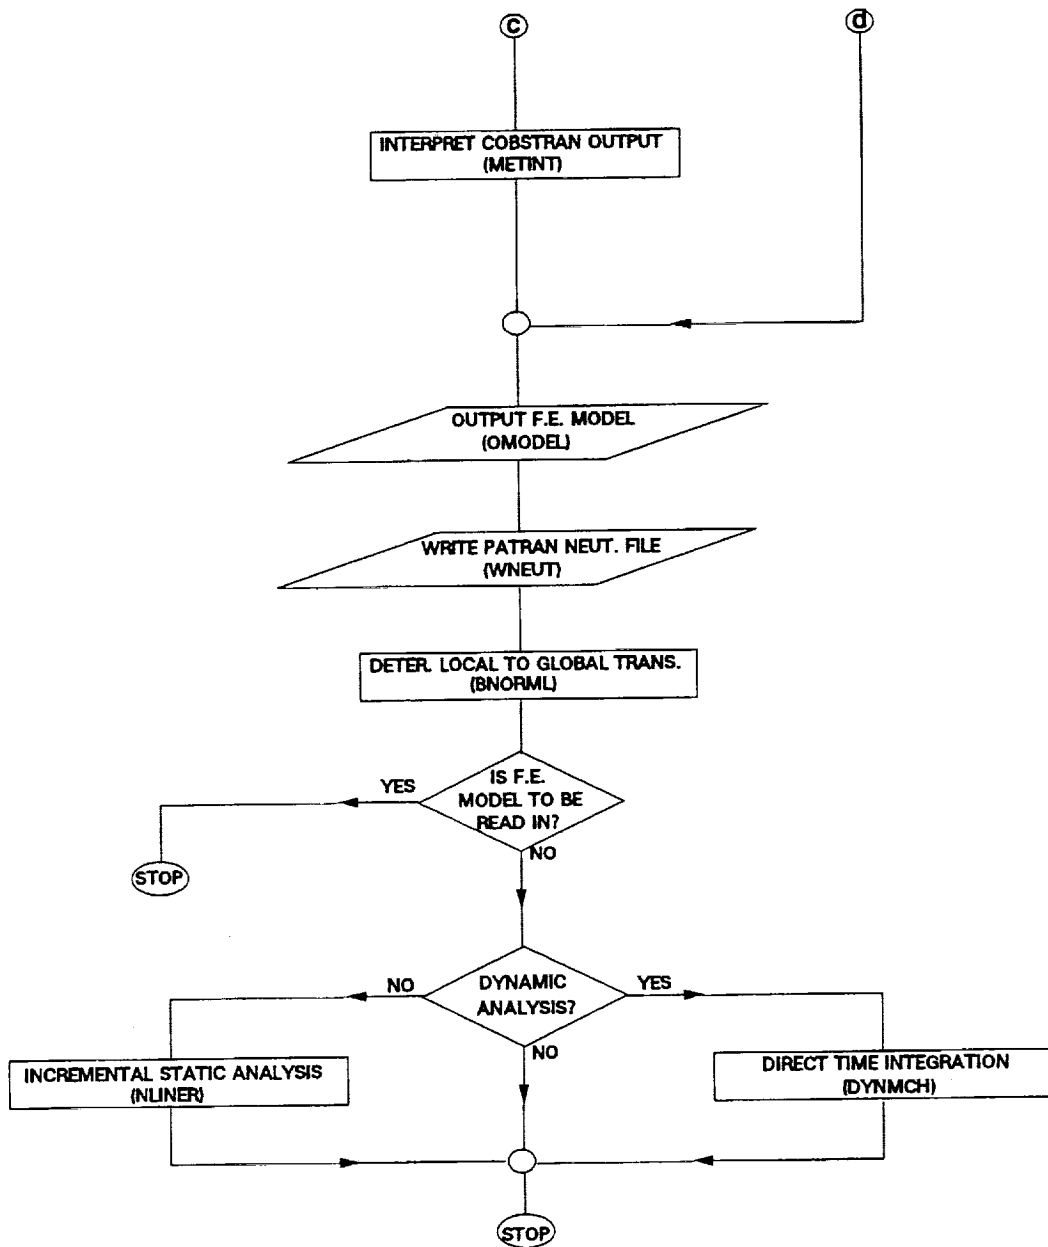 c
d
INTERPRET COBSTRAN OUTPUT
(METINT)
OUTPUT F.E. MODEL
(OMODEL)
WRITE PATRAN NEUT. FILE
(WNEUT)
DETER. LOCAL TO GLOBAL TRANS.
(BNORML)
IS F.E.
MODEL TO BE
READ IN?
YES
NO
STOP
DYNAMIC
ANALYSIS?
NO
YES
NO
INCREMENTAL STATIC ANALYSIS
(NLINER)
DIRECT TIME INTEGRATION
(DYNMCH)
STOP